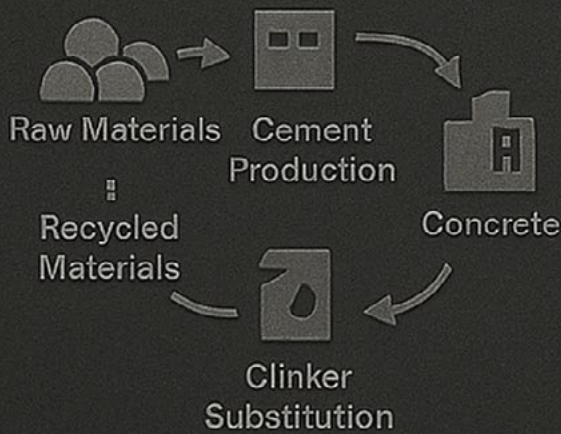 Raw Materials
Cement
Production
Concrete
Recycled
Materials
Clinker
Substitution